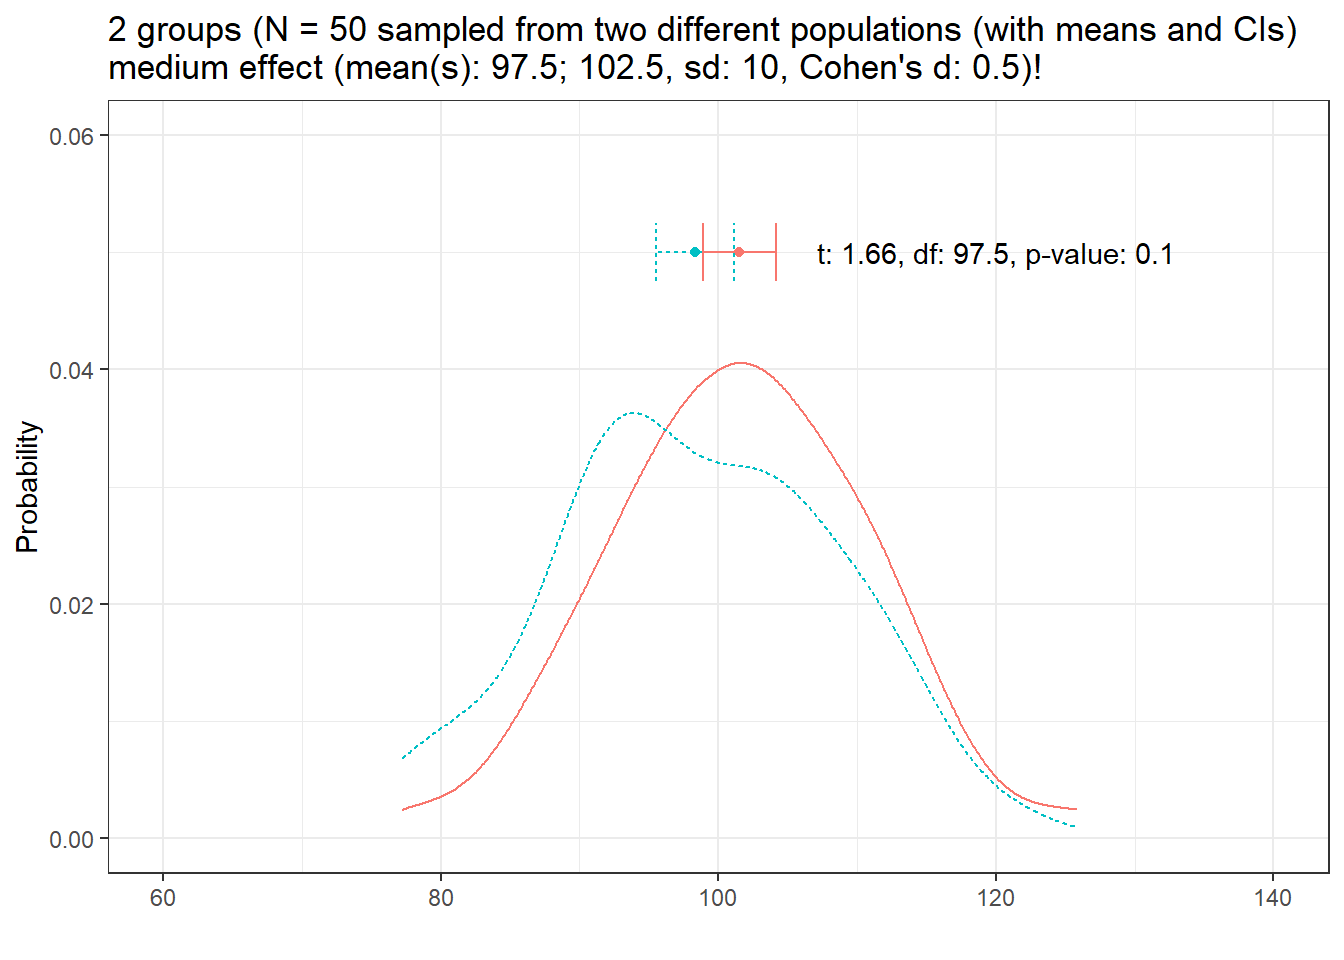 2 groups (N = 50 sampled from two different populations (with means and CIs)
medium effect (mean(s): 97.5; 102.5, sd: 10, Cohen's d: 0.5)!
0.06
t: 1.66, df: 97.5, p-value: 0.1
0.04
Probability
0.02
0.00
60 80 100 120 140